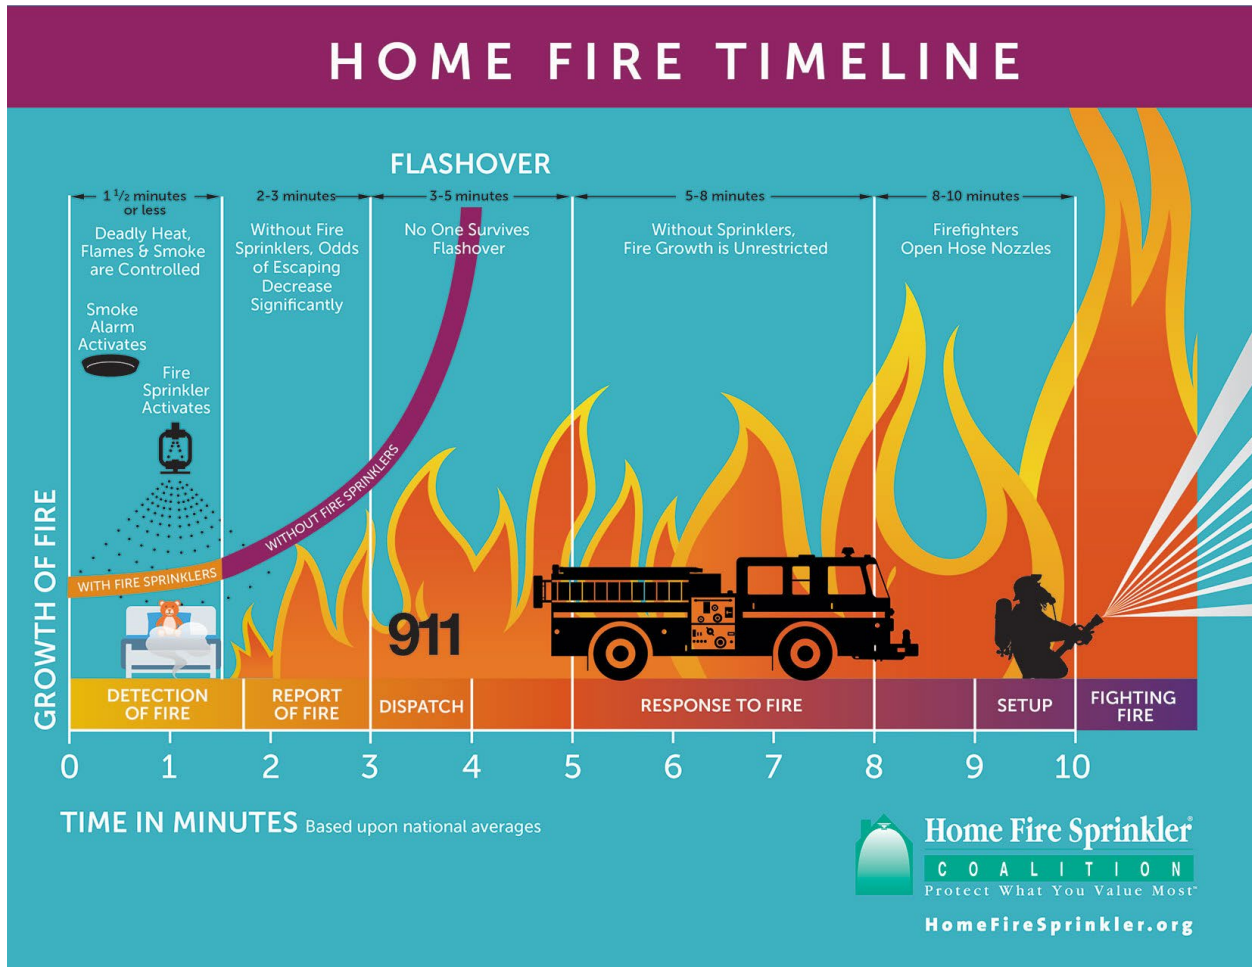 HOME FIRE TIMELINE
FLASHOVER
1 1/2 minutes
or less
Deadly Heat,
Flames & Smoke
are Controlled
Smoke
Alarm
Activates
Fire
Sprinkler
Activates
2-3 minutes
Without Fire
Sprinklers, Odds
of Escaping
Decrease
Significantly
3-5 minutes
No One Survives
Flashover
5-8 minutes
Without Sprinklers,
Fire Growth is Unrestricted
8-10 minutes
Firefighters
Open Hose Nozzles
GROWTH OF FIRE
WITH FIRE SPRINKLERS
WITHOUT FIRE SPRINKLERS
911
DETECTION
OF FIRE
REPORT
OF FIRE
DISPATCH
RESPONSE TO FIRE
SETUP
FIGHTING
FIRE
0 1 2 3 4 5 6 7 8 9 10
TIME IN MINUTES Based upon national averages
Home Fire Sprinkler®
COALITION
Protect What You Value Most™
HomeFireSprinkler.org